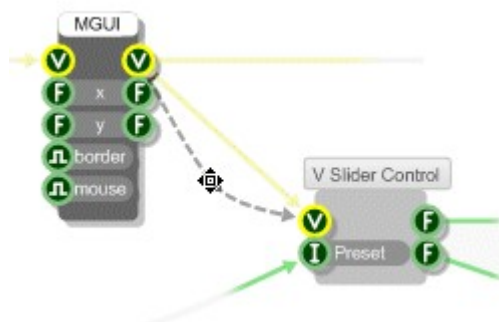 MGUI
V V
F x F
F y F
border
mouse
V Slider Control
V F
I Preset F